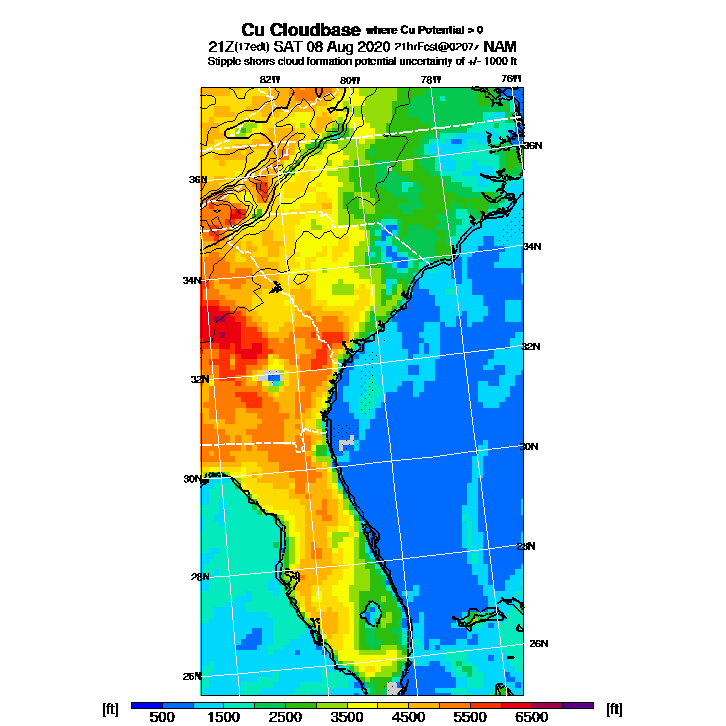 Cu Cloudbase where Cu Potential > 0
21Z(17edt) SAT 08 Aug 2020 21hrFcst@0207z NAM
Stipple shows cloud formation potential uncertainty of +/- 1000 ft
82W 80W 78W 76W
36N
36N
34N
34N
32N
32N
30N
30N
28N
28N
26N
26N
[ft] 500 1500 2500 3500 4500 5500 6500 [ft]